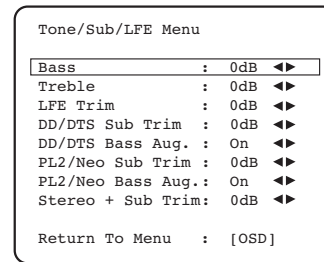 Tone/Sub/LFE Menu
Bass : 0dB ◄►
Treble : 0dB ◄►
LFE Trim : 0dB ◄►
DD/DTS Sub Trim : 0dB ◄►
DD/DTS Bass Aug. : On ◄►
PL2/Neo Sub Trim : 0dB ◄►
PL2/Neo Bass Aug.: On ◄►
Stereo + Sub Trim: 0dB ◄►
Return To Menu : [OSD]